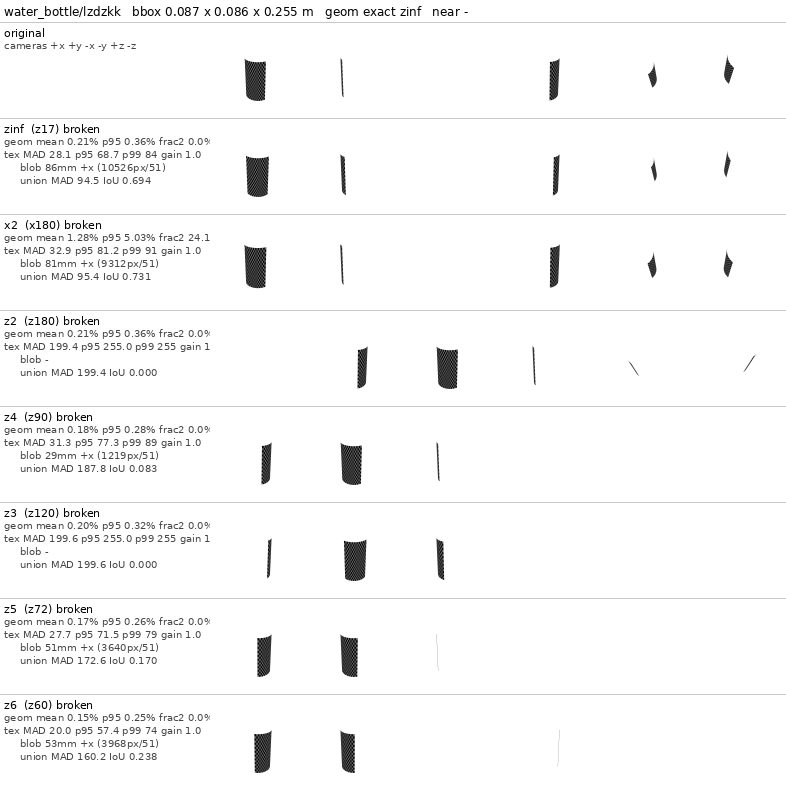 water_bottle/lzdzkk bbox 0.087 x 0.086 x 0.255 m geom exact zinf near -
original
cameras +x +y -x -y +z -z
zinf (z17) broken
geom mean 0.21% p95 0.36% frac2 0.0%
tex MAD 28.1 p95 68.7 p99 84 gain 1.0
blob 86mm +x (10526px/51)
union MAD 94.5 IoU 0.694
x2 (x180) broken
geom mean 1.28% p95 5.03% frac2 24.1
tex MAD 32.9 p95 81.2 p99 91 gain 1.0
blob 81mm +x (9312px/51)
union MAD 95.4 IoU 0.731
z2 (z180) broken
geom mean 0.21% p95 0.36% frac2 0.0%
tex MAD 199.4 p95 255.0 p99 255 gain 1
blob -
union MAD 199.4 IoU 0.000
z4 (z90) broken
geom mean 0.18% p95 0.28% frac2 0.0%
tex MAD 31.3 p95 77.3 p99 89 gain 1.0
blob 29mm +x (1219px/51)
union MAD 187.8 IoU 0.083
z3 (z120) broken
geom mean 0.20% p95 0.32% frac2 0.0%
tex MAD 199.6 p95 255.0 p99 255 gain 1
blob -
union MAD 199.6 IoU 0.000
z5 (z72) broken
geom mean 0.17% p95 0.26% frac2 0.0%
tex MAD 27.7 p95 71.5 p99 79 gain 1.0
blob 51mm +x (3640px/51)
union MAD 172.6 IoU 0.170
z6 (z60) broken
geom mean 0.15% p95 0.25% frac2 0.0%
tex MAD 20.0 p95 57.4 p99 74 gain 1.0
blob 53mm +x (3968px/51)
union MAD 160.2 IoU 0.238